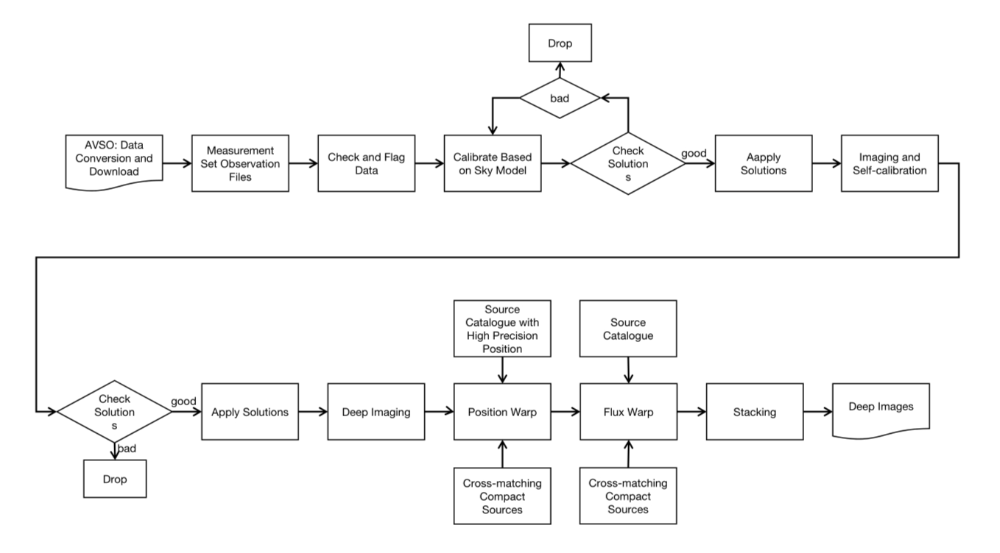 Drop
bad
AVSO: Data
Conversion and
Download
Measurement
Set Observation
Files
Check and Flag
Data
Calibrate Based
on Sky Model
Check
Solution
s
good
Aapply
Solutions
Imaging and
Self-calibration
Source
Catalogue with
High Precision
Position
Source
Catalogue
Check
Solution
s
good
bad
Drop
Apply Solutions
Deep Imaging
Position Warp
Flux Warp
Stacking
Deep Images
Cross-matching
Compact
Sources
Cross-matching
Compact
Sources